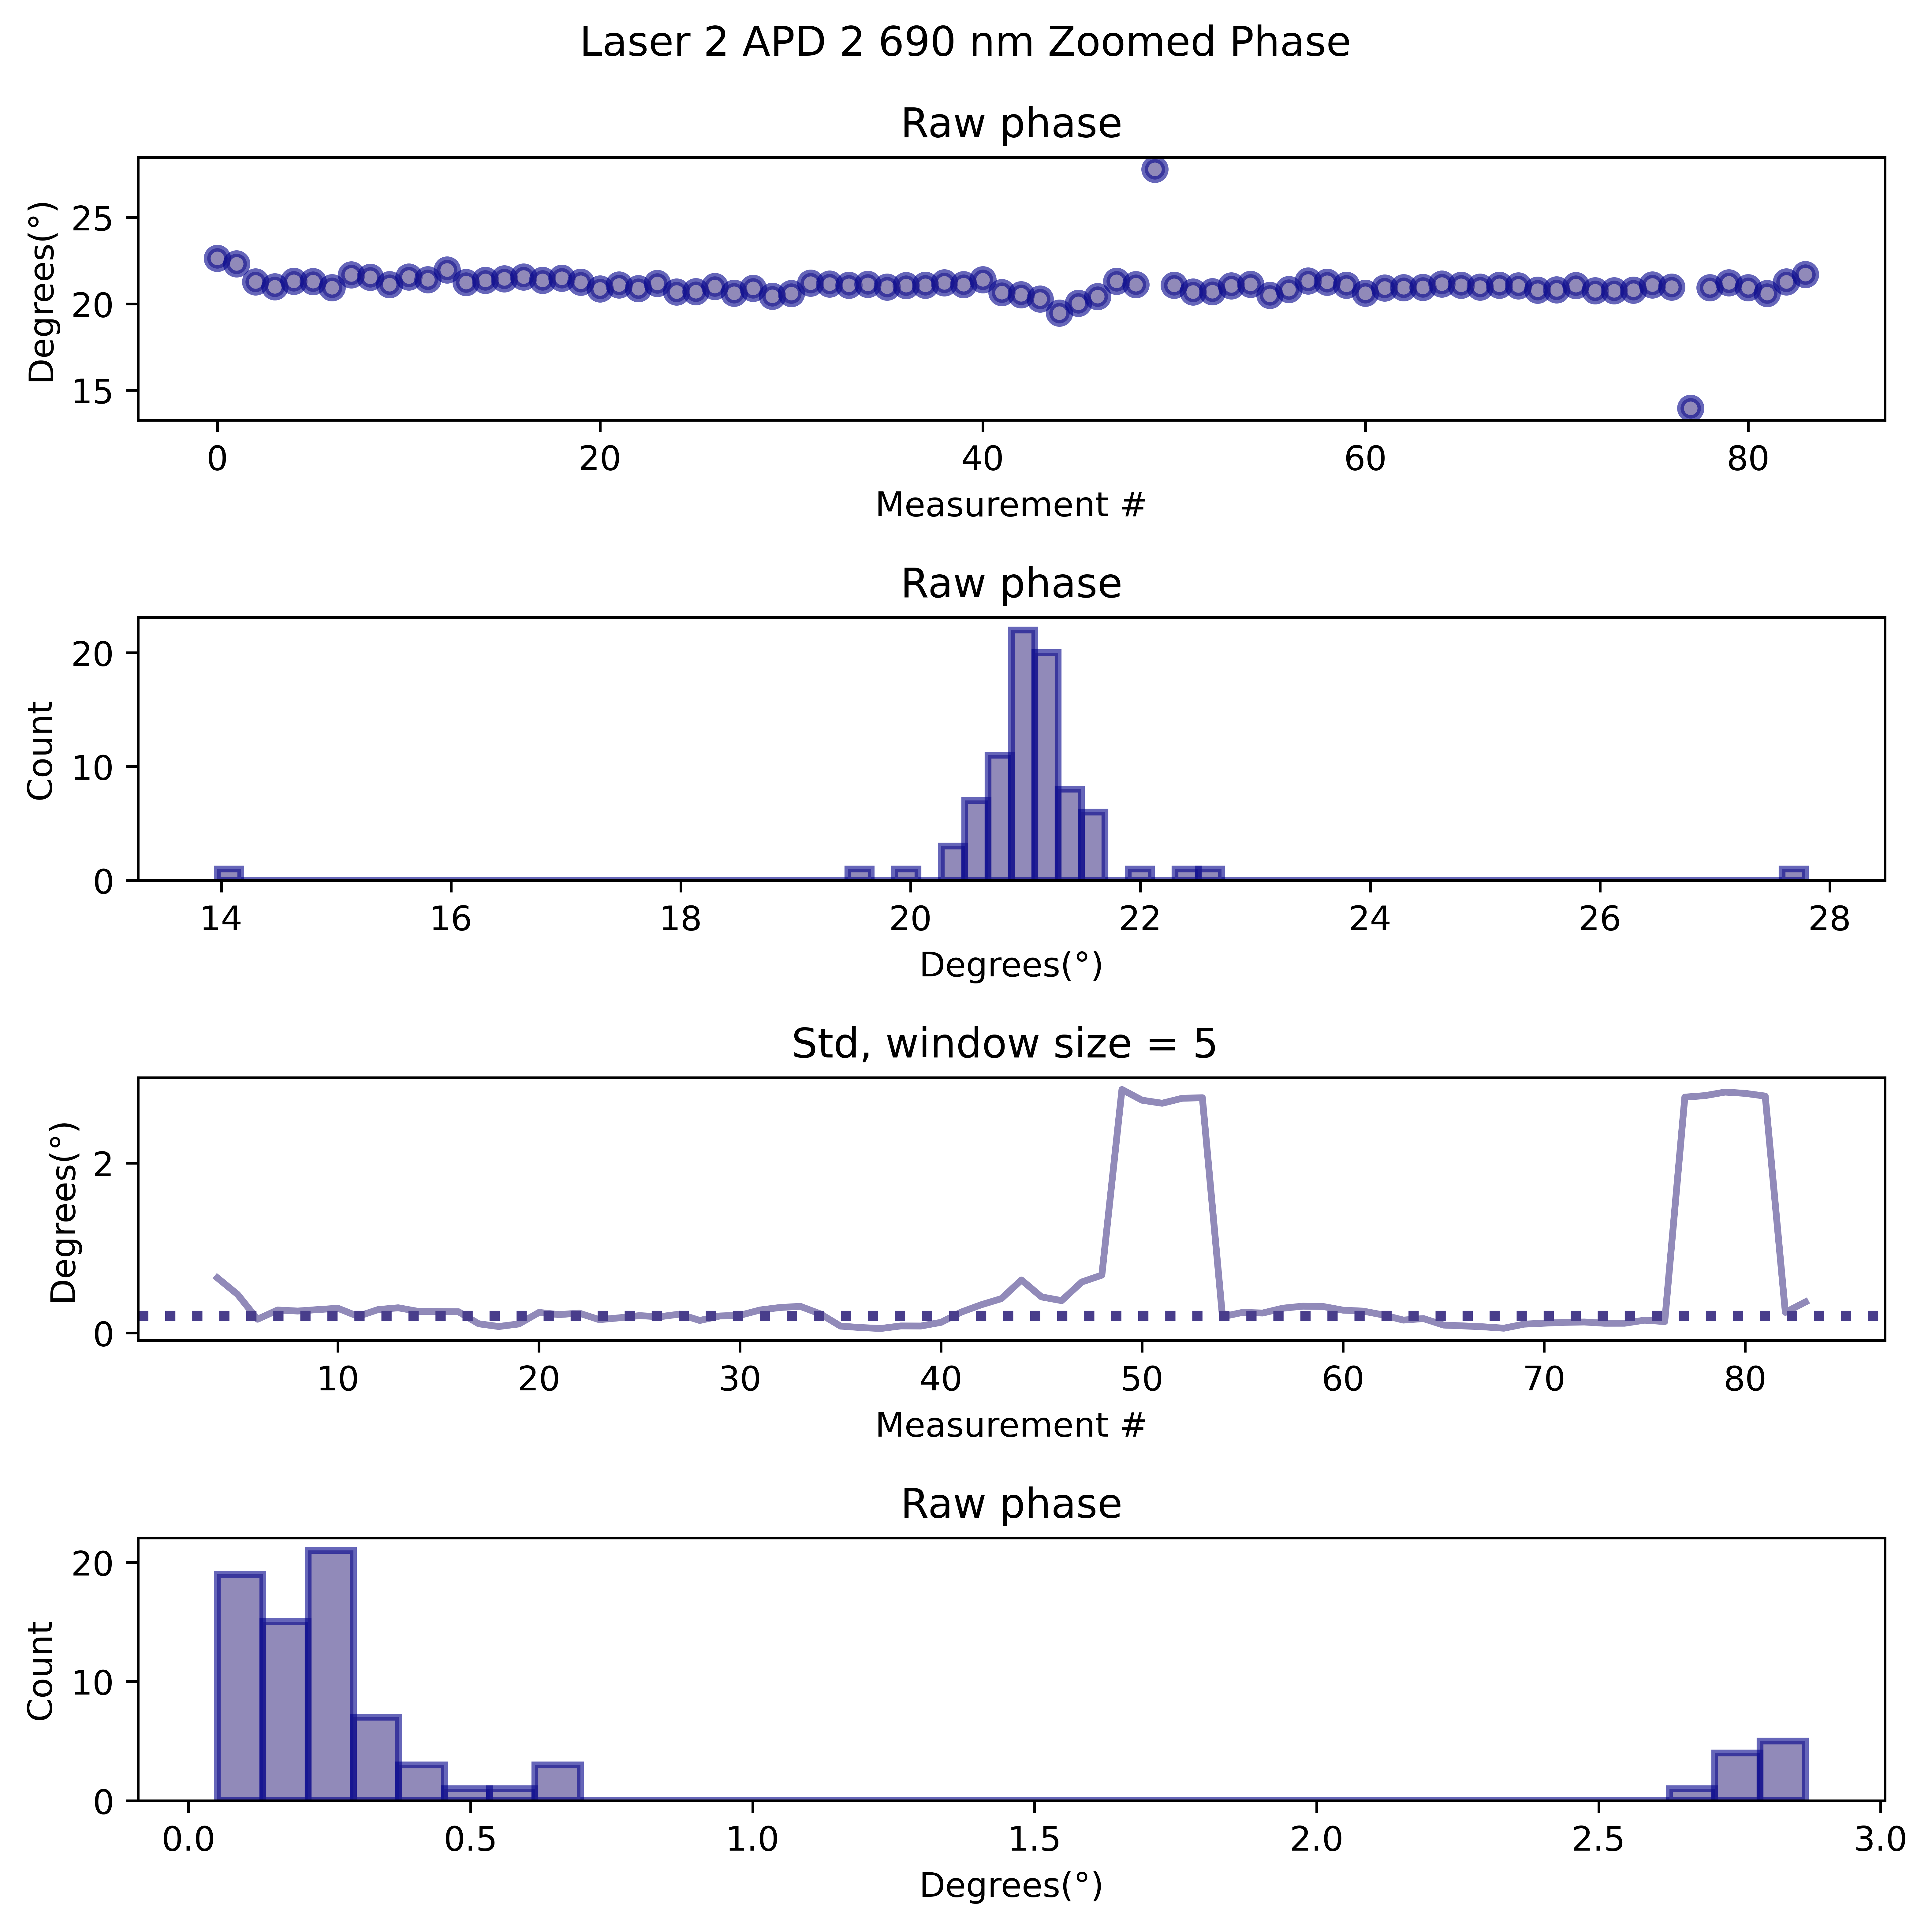 Laser 2 APD 2 690 nm Zoomed Phase
Raw phase
Degrees(°)
25
20
15
0 20 40 60 80
Measurement #
Raw phase
Count
20
10
0
14 16 18 20 22 24 26 28
Degrees(°)
Std, window size = 5
Degrees(°)
2
0
10 20 30 40 50 60 70 80
Measurement #
Raw phase
Count
20
10
0
0.0 0.5 1.0 1.5 2.0 2.5 3.0
Degrees(°)